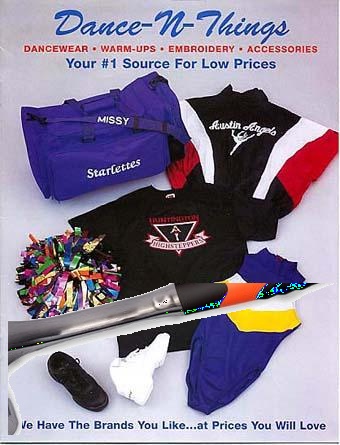 Dance-N-Things
DANCEWEAR • WARM-UPS • EMBROIDERY • ACCESSORIES
Your #1 Source For Low Prices
MISSY
Starlettes
Austin Angels
HUNTINGTON
A
HIGHSTEPPERS
We Have The Brands You Like...at Prices You Will Love